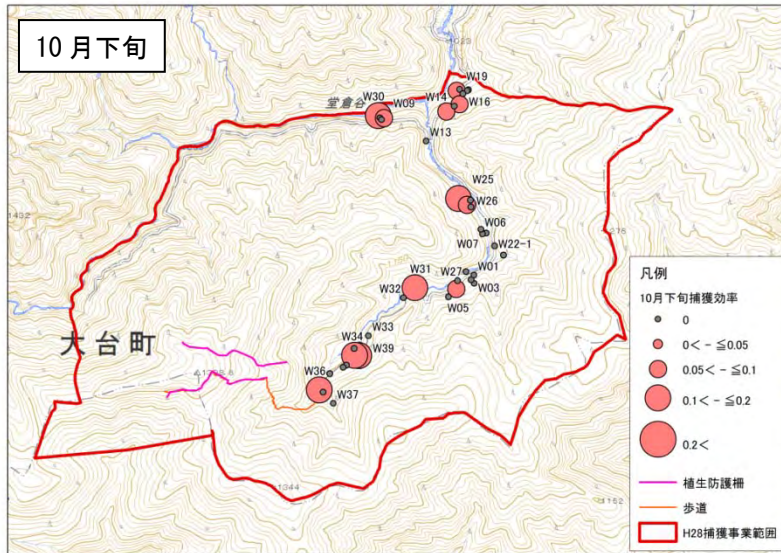 10月下旬
1023
W19
W14
W16
W30
W09
堂倉谷
W13
W25
W26
1432
W06
W07
W22-1
W01
W27
W31
W03
W32
W05
W33
大台町
W34
W39
W36
W37
1344
1152
凡例
10月下旬捕獲効率
0
0< - ≦0.05
0.05< - ≦0.1
0.1< - ≦0.2
0.2<
植生防護柵
歩道
H28捕獲事業範囲